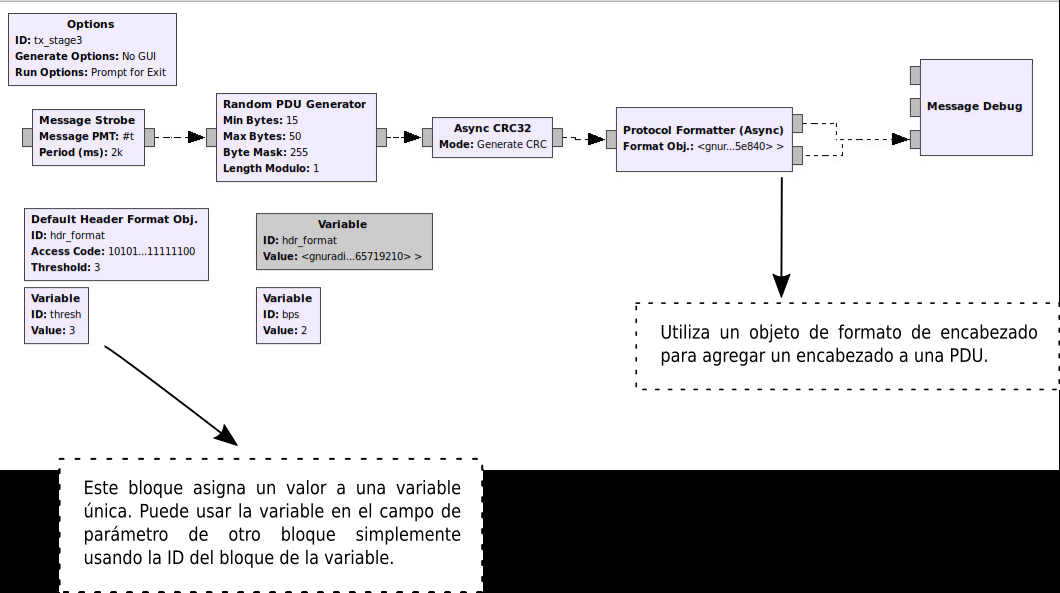 Options
ID: tx_stage3
Generate Options: No GUI
Run Options: Prompt for Exit
Message Strobe
Message PMT: #t
Period (ms): 2k
Random PDU Generator
Min Bytes: 15
Max Bytes: 50
Byte Mask: 255
Length Modulo: 1
Async CRC32
Mode: Generate CRC
Protocol Formatter (Async)
Format Obj.: <gnur...5e840> >
Message Debug
Default Header Format Obj.
ID: hdr_format
Access Code: 10101...11111100
Threshold: 3
Variable
ID: hdr_format
Value: <gnuradi...65719210> >
Variable
ID: thresh
Value: 3
Variable
ID: bps
Value: 2
Utiliza un objeto de formato de encabezado
para agregar un encabezado a una PDU.
Este bloque asigna un valor a una variable
única. Puede usar la variable en el campo de
parámetro de otro bloque simplemente
usando la ID del bloque de la variable.